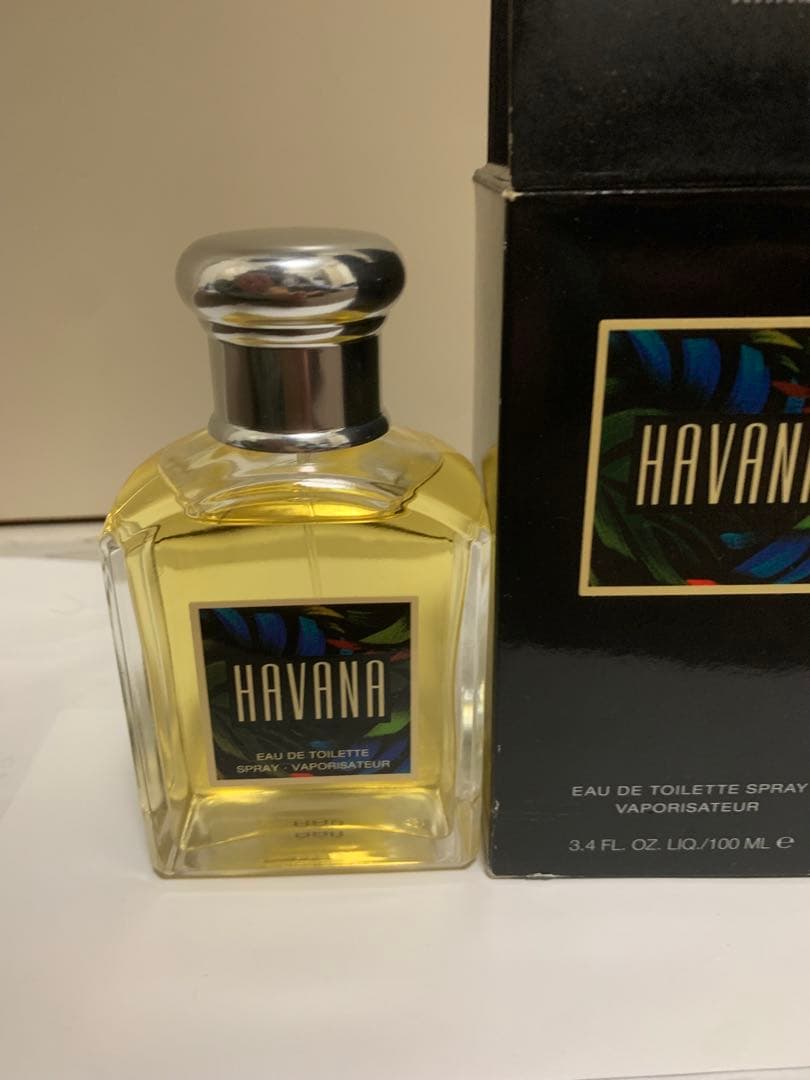 HAVANA
EAU DE TOILETTE
SPRAY · VAPORISATEUR
HAVANA
EAU DE TOILETTE SPRAY
VAPORISATEUR
3.4 FL. OZ. LIQ./100 ML ℮